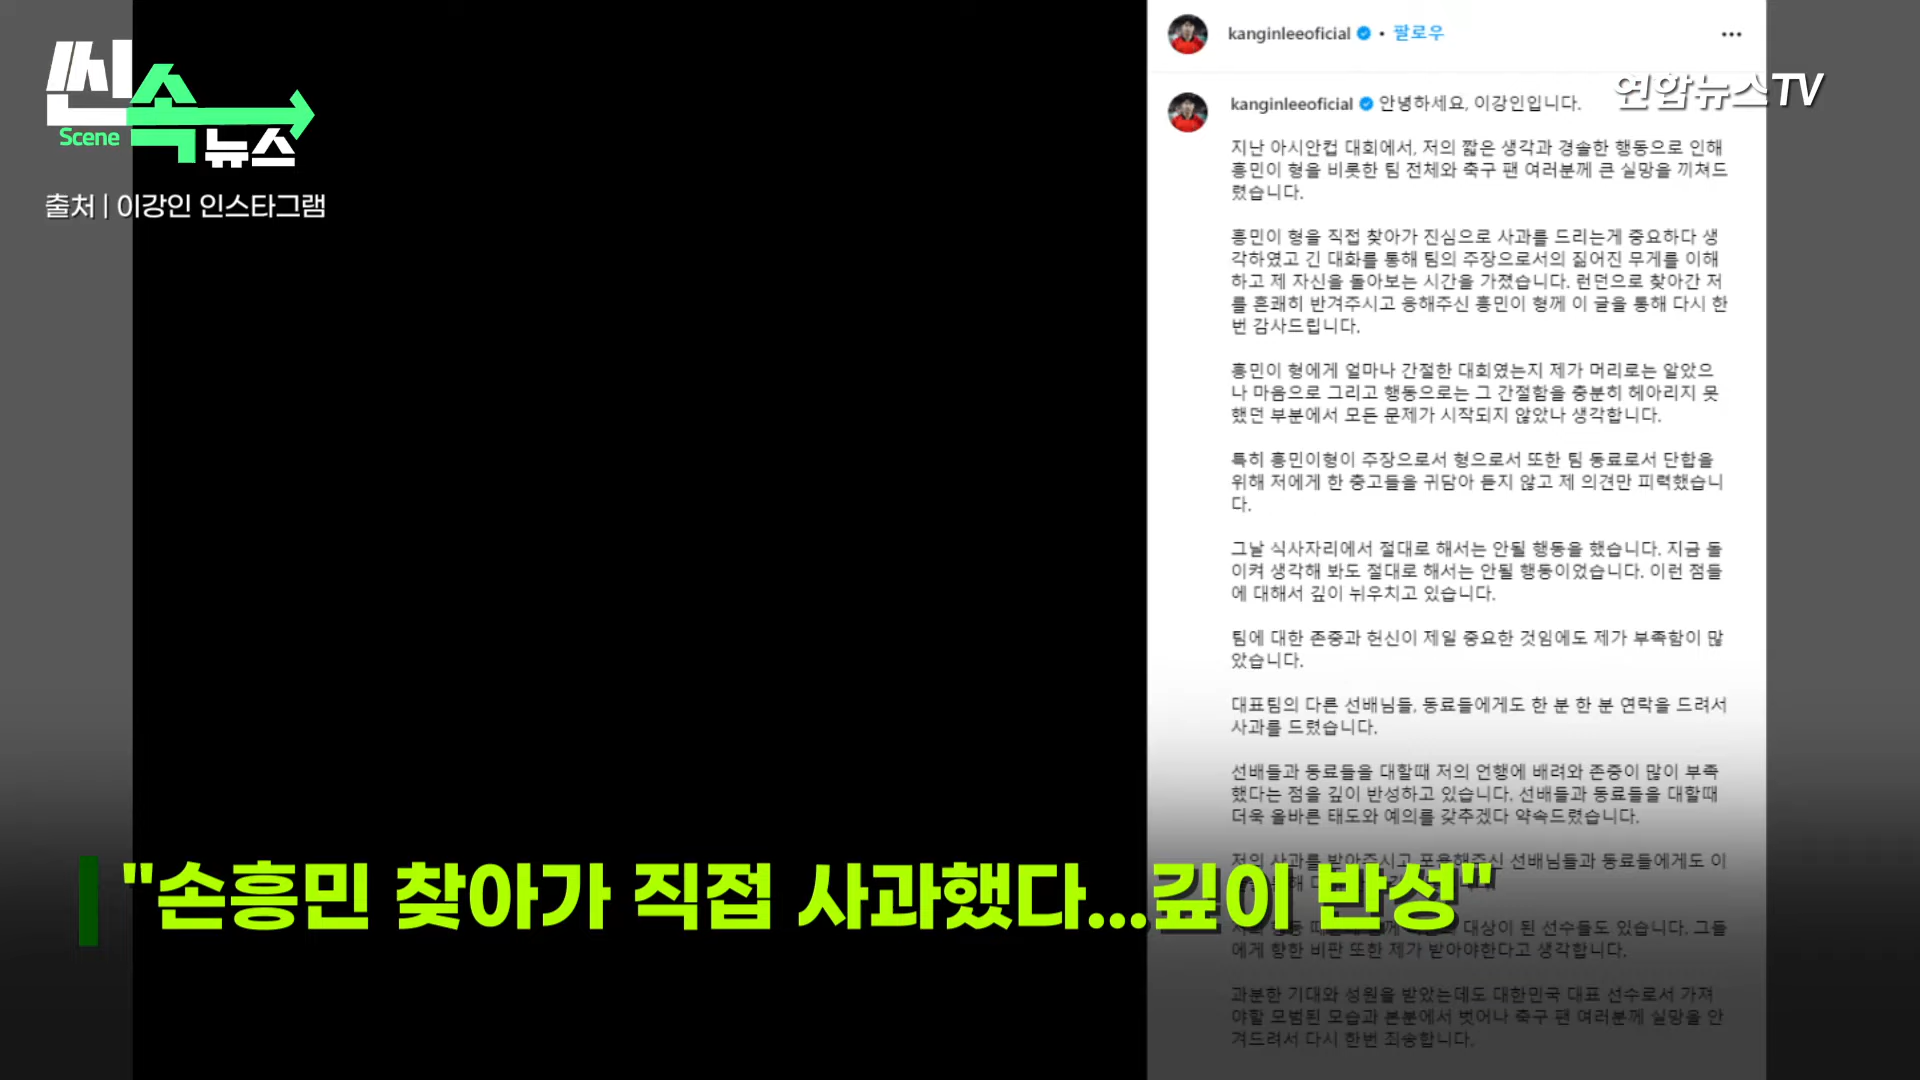 씬속뉴스
Scene
출처 | 이강인 인스타그램
연합뉴스TV
kanginleeoficial • 팔로우
kanginleeoficial 안녕하세요, 이강인입니다.
지난 아시안컵 대회에서, 저의 짧은 생각과 경솔한 행동으로 인해
흥민이 형을 비롯한 팀 전체와 축구 팬 여러분께 큰 실망을 끼쳐드
렸습니다.
흥민이 형을 직접 찾아가 진심으로 사과를 드리는게 중요하다 생
각하였고 긴 대화를 통해 팀의 주장으로서의 짊어진 무게를 이해
하고 제 자신을 돌아보는 시간을 가졌습니다. 런던으로 찾아간 저
를 흔쾌히 반겨주시고 응해주신 흥민이 형께 이 글을 통해 다시 한
번 감사드립니다.
흥민이 형에게 얼마나 간절한 대회였는지 제가 머리로는 알았으
나 마음으로 그리고 행동으로는 그 간절함을 충분히 헤아리지 못
했던 부분에서 모든 문제가 시작되지 않았나 생각합니다.
특히 흥민이형이 주장으로서 형으로서 또한 팀 동료로서 단합을
위해 저에게 한 충고들을 귀담아 듣지 않고 제 의견만 피력했습니
다.
그날 식사자리에서 절대로 해서는 안될 행동을 했습니다. 지금 돌
이켜 생각해 봐도 절대로 해서는 안될 행동이었습니다. 이런 점들
에 대해서 깊이 뉘우치고 있습니다.
팀에 대한 존중과 헌신이 제일 중요한 것임에도 제가 부족함이 많
았습니다.
대표팀의 다른 선배님들, 동료들에게도 한 분 한 분 연락을 드려서
사과를 드렸습니다.
선배들과 동료들을 대할때 저의 언행에 배려와 존중이 많이 부족
했다는 점을 깊이 반성하고 있습니다. 선배들과 동료들을 대할때
더욱 올바른 태도와 예의를 갖추겠다 약속드렸습니다.
저의 사과를 받아주시고 포용해주신 선배님들과 동료들에게도 이
"손흥민 찾아가 직접 사과했다...깊이 반성"
대상이 된 선수들도 있습니다. 그들
에게 향한 비판 또한 제가 받아야한다고 생각합니다.
과분한 기대와 성원을 받았는데도 대한민국 대표 선수로서 가져
야할 모범된 모습과 본분에서 벗어나 축구 팬 여러분께 실망을 안
겨드려서 다시 한번 죄송합니다.